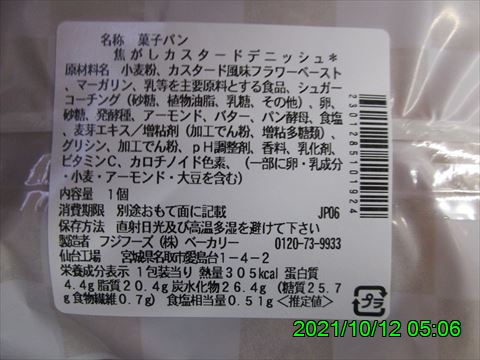 名称 菓子パン
焦がしカスタードデニッシュ*
原材料名 小麦粉、カスタード風味フラワーペースト
、マーガリン、乳等を主要原料とする食品、シュガー
コーチング(砂糖、植物油脂、乳糖、その他)、卵、
砂糖、発酵種、アーモンド、バター、パン酵母、食塩、
麦芽エキス/増粘剤(加工でん粉、増粘多糖類)、
グリシン、加工でん粉、pH調整剤、香料、乳化剤、
ビタミンC、カロチノイド色素、(一部に卵・乳成分
・小麦・アーモンド・大豆を含む)
内容量 1個
消費期限 別途おもて面に記載 JP06
保存方法 直射日光及び高温多湿を避けて下さい
製造者 フジフーズ(株)ベーカリー 0120-73-9933
仙台工場 宮城県名取市愛島台1-4-2
栄養成分表示 1包装当り 熱量305kcal 蛋白質
4.4g 脂質20.4g 炭水化物26.4g (糖質25.7
g 食物繊維0.7g) 食塩相当量0.51g <推定値>
2301285101924
プラ
2021/10/12 05:06